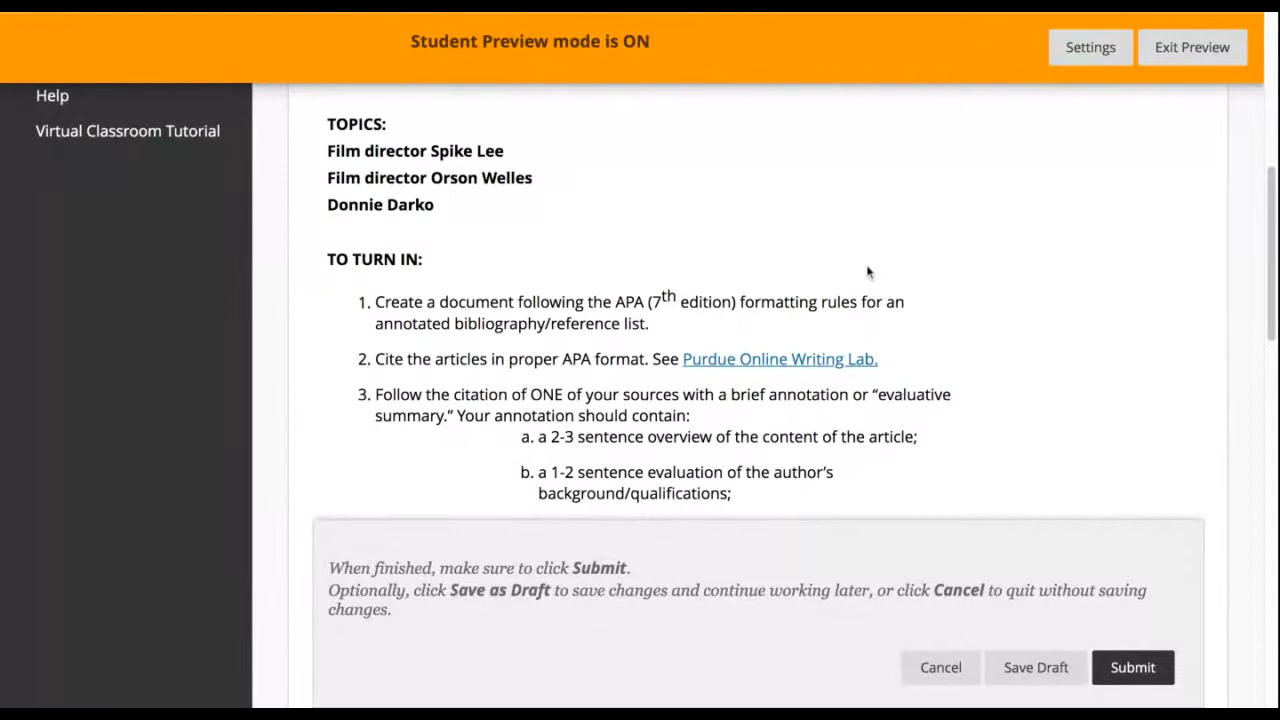 Student Preview mode is ON
Settings
Exit Preview
Help
Virtual Classroom Tutorial
TOPICS:
Film director Spike Lee
Film director Orson Welles
Donnie Darko
TO TURN IN:
1. Create a document following the APA (7th edition) formatting rules for an
annotated bibliography/reference list.
2. Cite the articles in proper APA format. See Purdue Online Writing Lab.
3. Follow the citation of ONE of your sources with a brief annotation or “evaluative
summary.” Your annotation should contain:
a. a 2-3 sentence overview of the content of the article;
b. a 1-2 sentence evaluation of the author’s
background/qualifications;
When finished, make sure to click Submit.
Optionally, click Save as Draft to save changes and continue working later, or click Cancel to quit without saving
changes.
Cancel
Save Draft
Submit